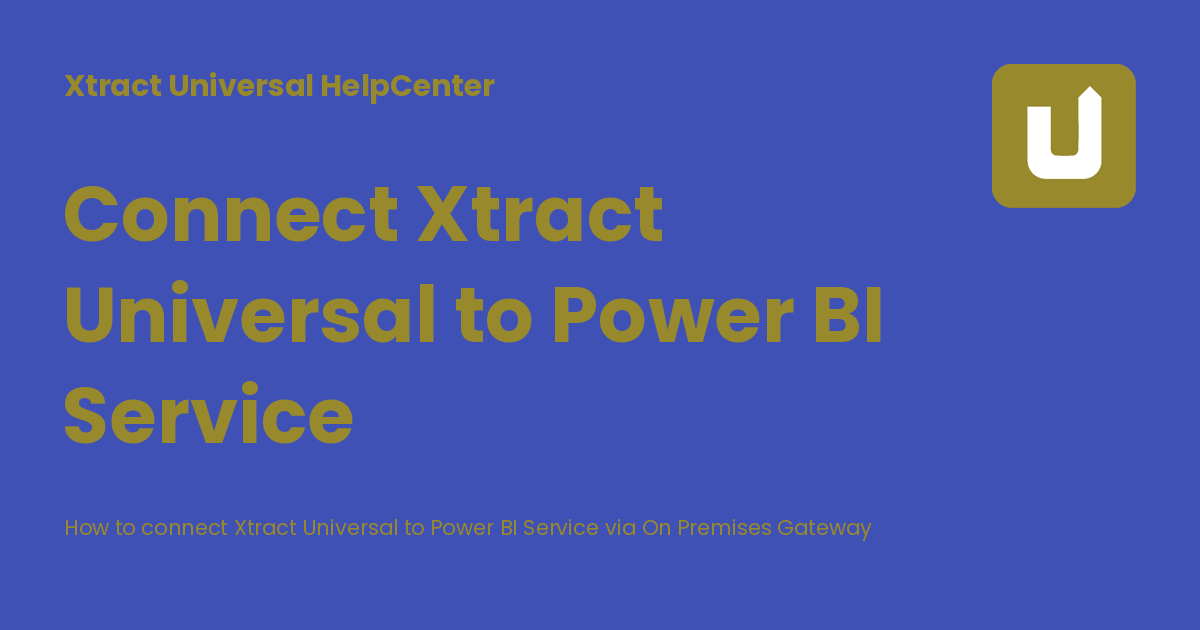 Xtract Universal HelpCenter
Connect Xtract
Universal to Power BI
Service
How to connect Xtract Universal to Power BI Service via On Premises Gateway